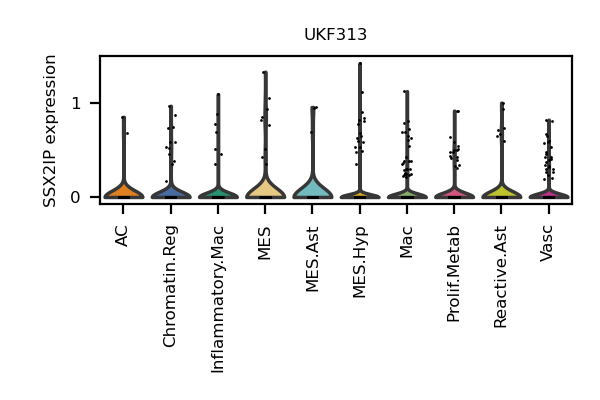 UKF313
SSX2IP expression
1
0
AC
Chromatin.Reg
Inflammatory.Mac
MES
MES.Ast
MES.Hyp
Mac
Prolif.Metab
Reactive.Ast
Vasc